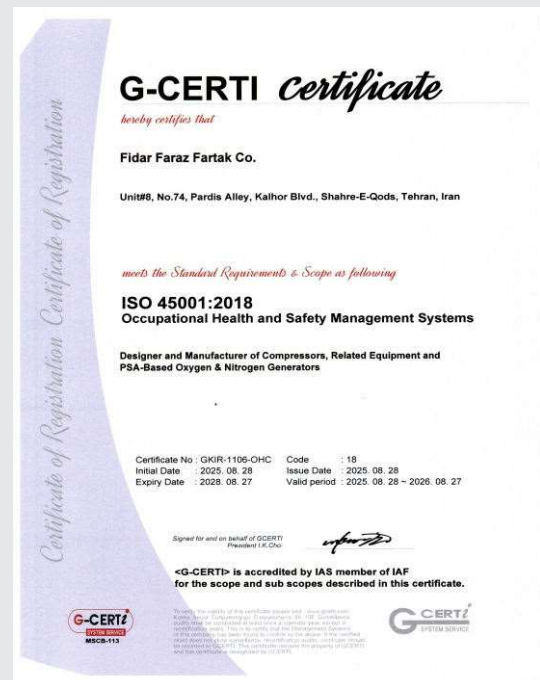 Certificate of Registration Certificate of Registration
G-CERTI Certificate
hereby certifies that
Fidar Faraz Fartak Co.
Unit#8, No.74, Pardis Alley, Kalhor Blvd., Shahre-E-Qods, Tehran, Iran
meets the Standard Requirements & Scope as following
ISO 45001:2018
Occupational Health and Safety Management Systems
Designer and Manufacturer of Compressors, Related Equipment and
PSA-Based Oxygen & Nitrogen Generators
Certificate No : GKIR-1106-OHC Code : 18
Initial Date : 2025. 08. 28 Issue Date : 2025. 08. 28
Expiry Date : 2028. 08. 27 Valid period : 2025. 08. 28 ~ 2026. 08. 27
Signed for and on behalf of GCERTI
President I.K.Cho
<G-CERTI> is accredited by IAS member of IAF
for the scope and sub scopes described in this certificate.
G-CERTi
SYSTEM SERVICE
MSCB-113
G CERTi
SYSTEM SERVICE